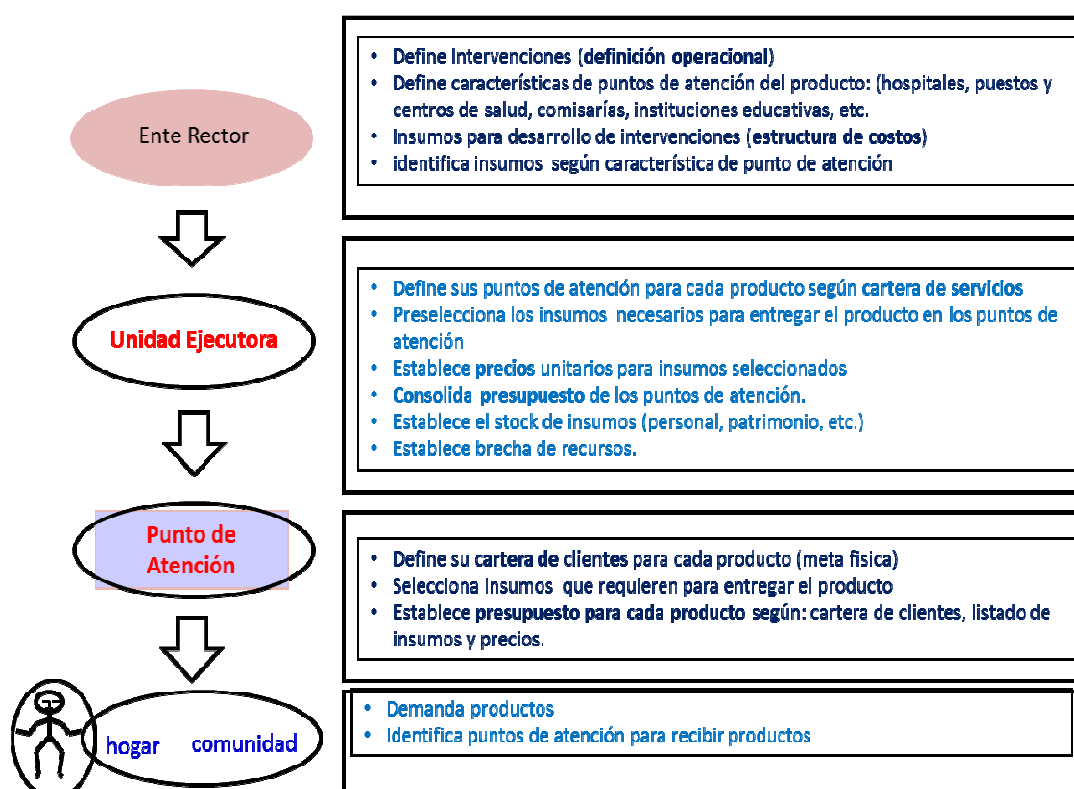 Ente Rector
• Define Intervenciones (definición operacional)
• Define características de puntos de atención del producto: (hospitales, puestos y
centros de salud, comisarías, instituciones educativas, etc.
• Insumos para desarrollo de intervenciones (estructura de costos)
• identifica insumos según característica de punto de atención
Unidad Ejecutora
• Define sus puntos de atención para cada producto según cartera de servicios
• Preselecciona los insumos necesarios para entregar el producto en los puntos de
atención
• Establece precios unitarios para insumos seleccionados
• Consolida presupuesto de los puntos de atención.
• Establece el stock de insumos (personal, patrimonio, etc.)
• Establece brecha de recursos.
Punto de
Atención
• Define su cartera de clientes para cada producto (meta fisica)
• Selecciona Insumos que requieren para entregar el producto
• Establece presupuesto para cada producto según: cartera de clientes, listado de
insumos y precios.
hogar comunidad
• Demanda productos
• Identifica puntos de atención para recibir productos